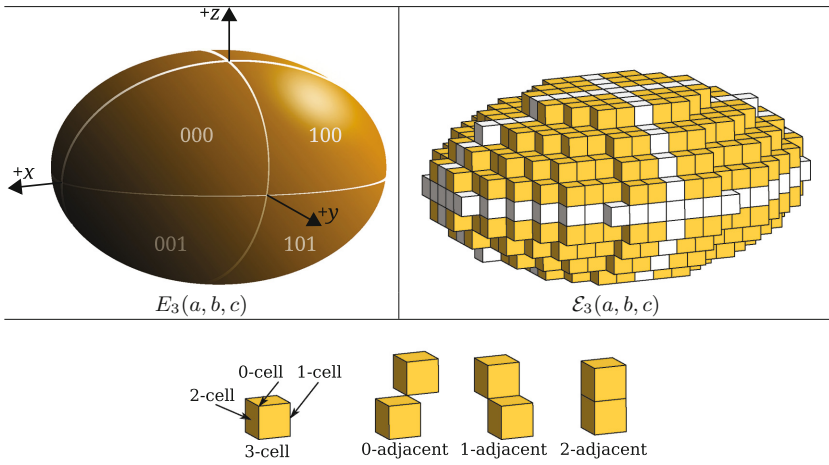 +z
000
100
+x
+y
001
101
E₃(a, b, c)
ℰ₃(a, b, c)
0-cell
1-cell
2-cell
3-cell
0-adjacent
1-adjacent
2-adjacent